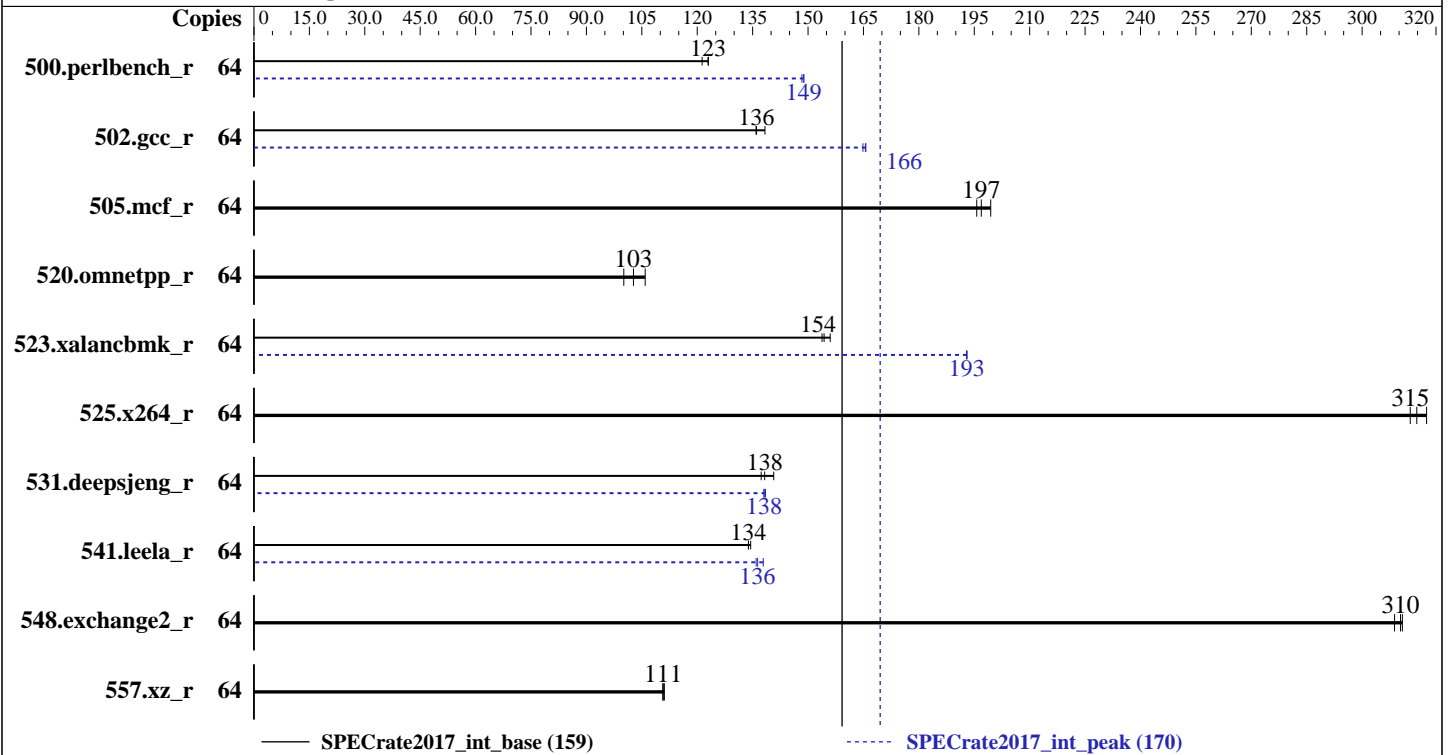 Copies 0 15.0 30.0 45.0 60.0 75.0 90.0 105 120 135 150 165 180 195 210 225 240 255 270 285 300 320
123
500.perlbench_r 64
149
136
502.gcc_r 64
166
197
505.mcf_r 64
103
520.omnetpp_r 64
154
523.xalancbmk_r 64
193
315
525.x264_r 64
138
531.deepsjeng_r 64
138
134
541.leela_r 64
136
310
548.exchange2_r 64
111
557.xz_r 64
SPECrate2017_int_base (159) SPECrate2017_int_peak (170)